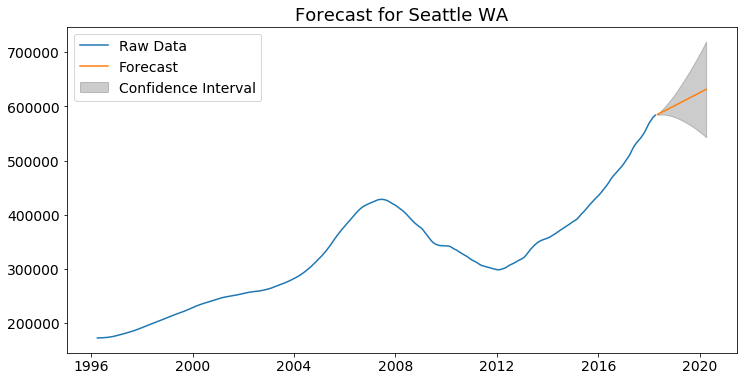 Forecast for Seattle WA
Raw Data
Forecast
Confidence Interval
700000
600000
500000
400000
300000
200000
1996 2000 2004 2008 2012 2016 2020